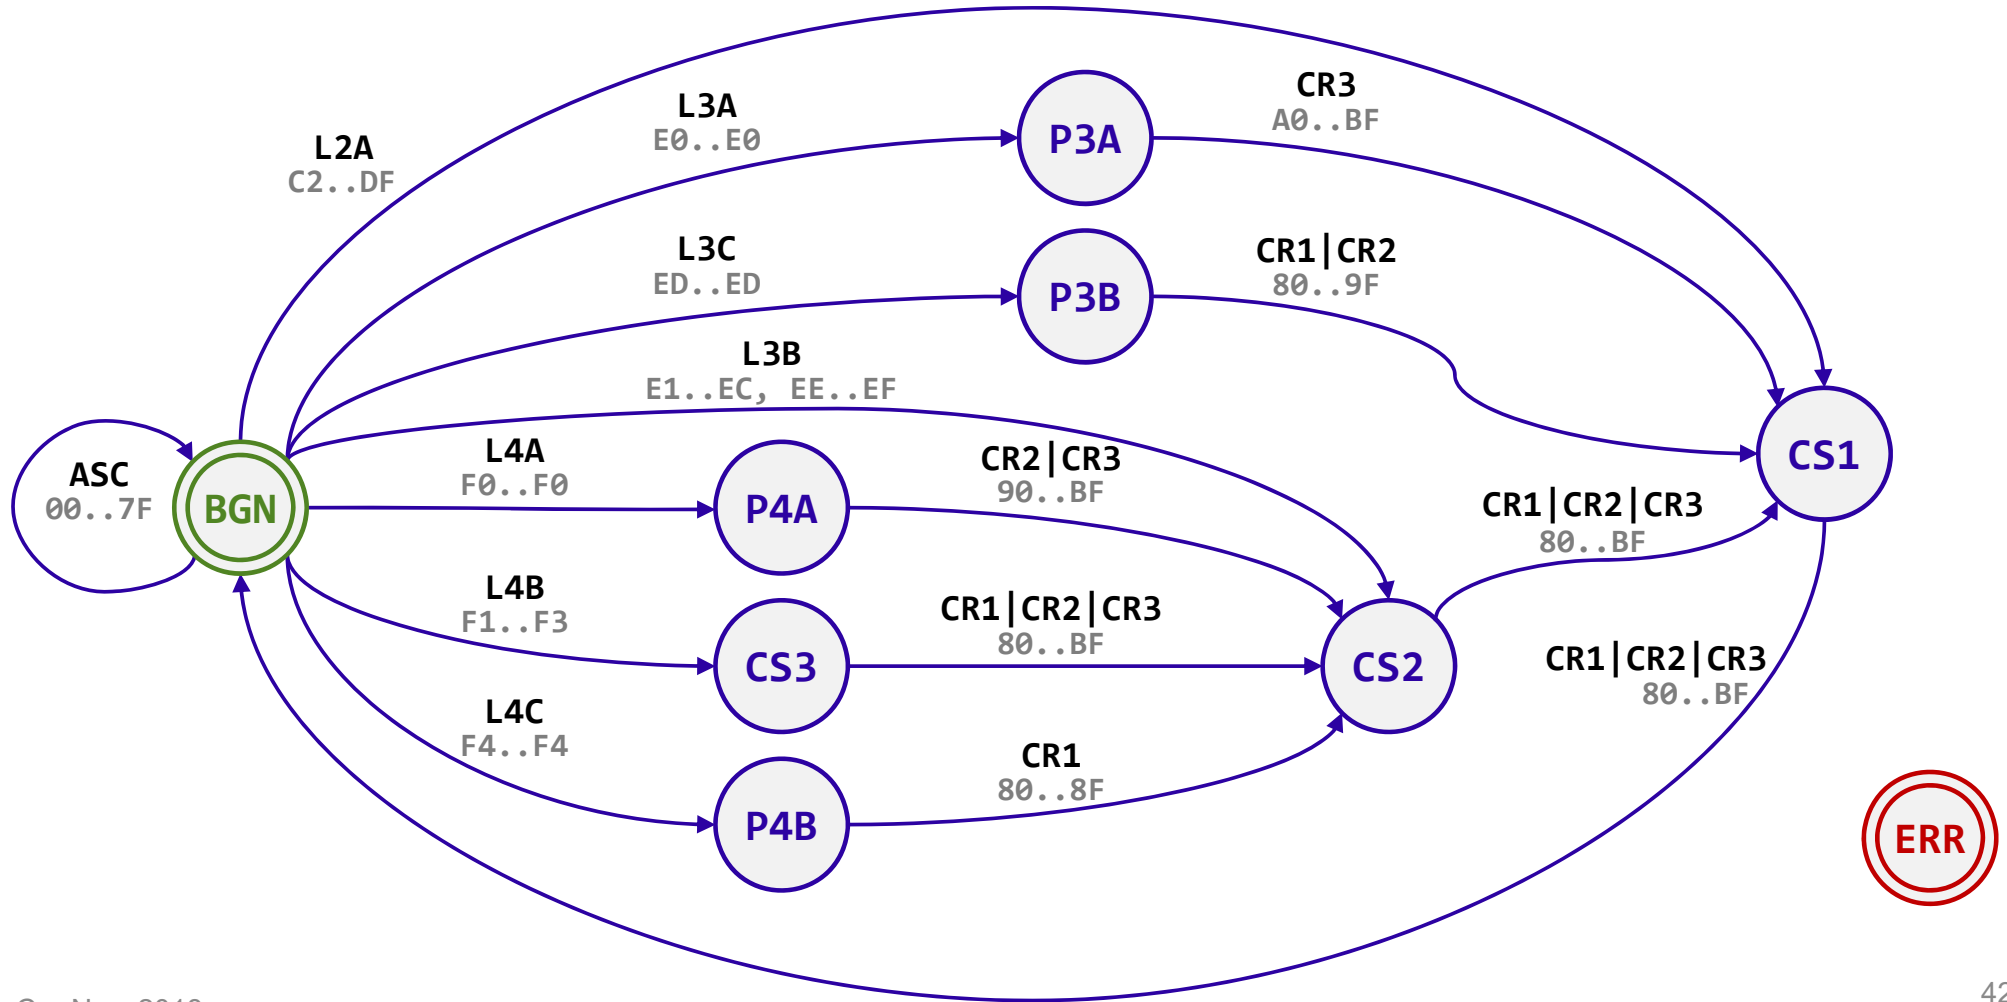 L2A
C2..DF
L3A
E0..E0
P3A
CR3
A0..BF
L3C
ED..ED
P3B
CR1|CR2
80..9F
L3B
E1..EC, EE..EF
ASC
00..7F
BGN
L4A
F0..F0
P4A
CR2|CR3
90..BF
CS1
CR1|CR2|CR3
80..BF
L4B
F1..F3
CS3
CR1|CR2|CR3
80..BF
CS2
CR1|CR2|CR3
80..BF
L4C
F4..F4
P4B
CR1
80..8F
ERR
42